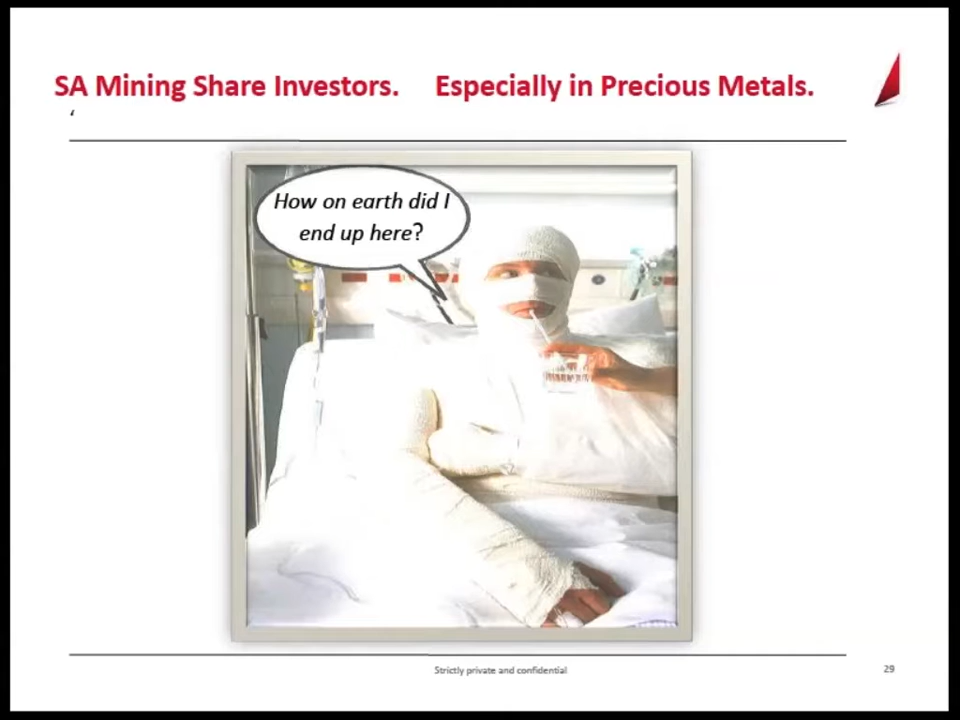 SA Mining Share Investors. Especially in Precious Metals.
‘
How on earth did I
end up here?
Strictly private and confidential
29